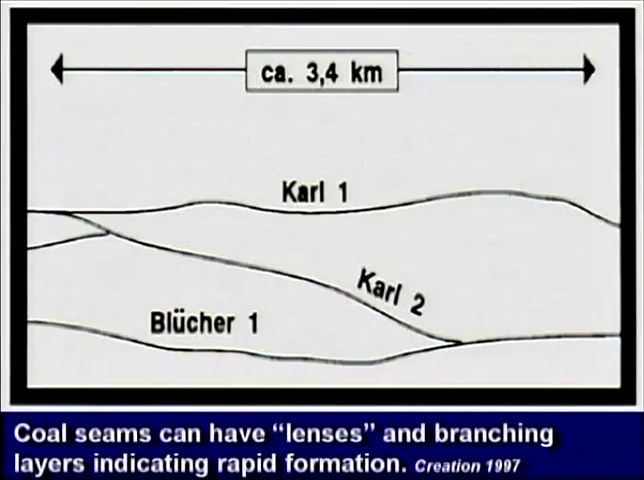 ca. 3,4 km
Karl 1
Karl 2
Blücher 1
Coal seams can have “lenses” and branching
layers indicating rapid formation. Creation 1997